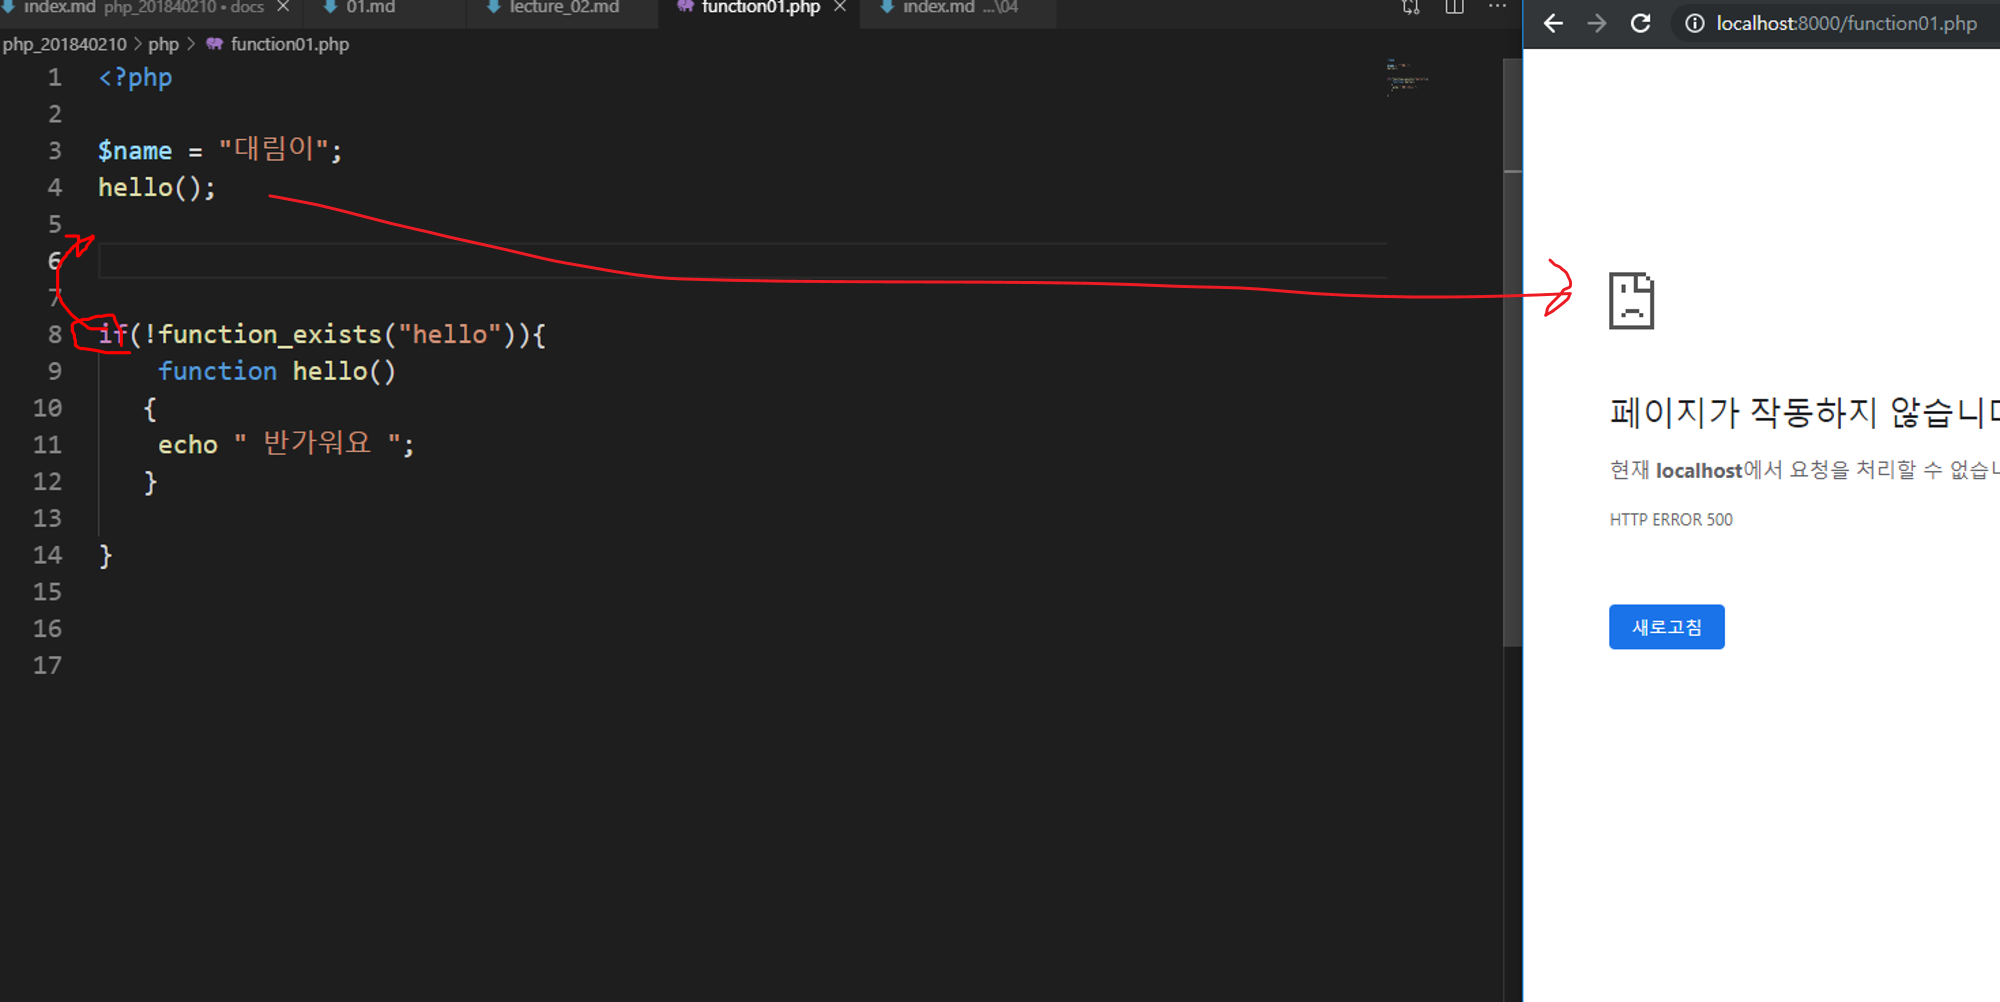 index.md php_201840210 • docs
01.md
lecture_02.md
function01.php
index.md ...\04
localhost:8000/function01.php
php_201840210 > php > function01.php
1 <?php
2
3 $name = "대림이";
4 hello();
5
6
7
8 if(!function_exists("hello")){
9 function hello()
10 {
11 echo " 반가워요 ";
12 }
13
14 }
15
16
17
페이지가 작동하지 않습니다
현재 localhost에서 요청을 처리할 수 없습니
HTTP ERROR 500
새로고침